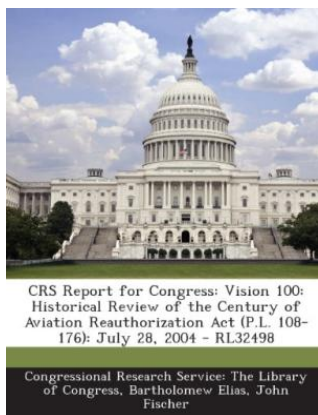 CRS Report for Congress: Vision 100:
Historical Review of the Century of
Aviation Reauthorization Act (P.L. 108-
176): July 28, 2004 - RL32498
Congressional Research Service: The Library
of Congress, Bartholomew Elias, John
Fischer